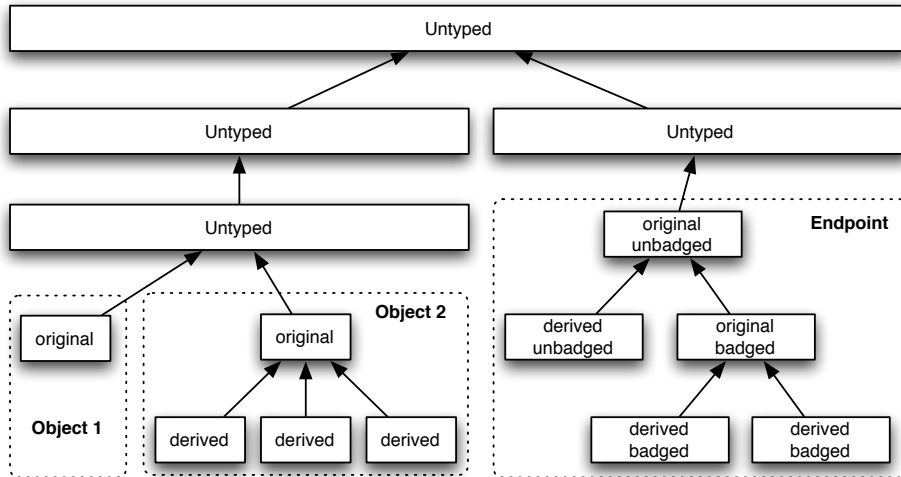 Untyped
Untyped
Untyped
Untyped
original
unbadged
Endpoint
Object 2
original
original
derived
unbadged
original
badged
Object 1
derived
derived
derived
derived
badged
derived
badged